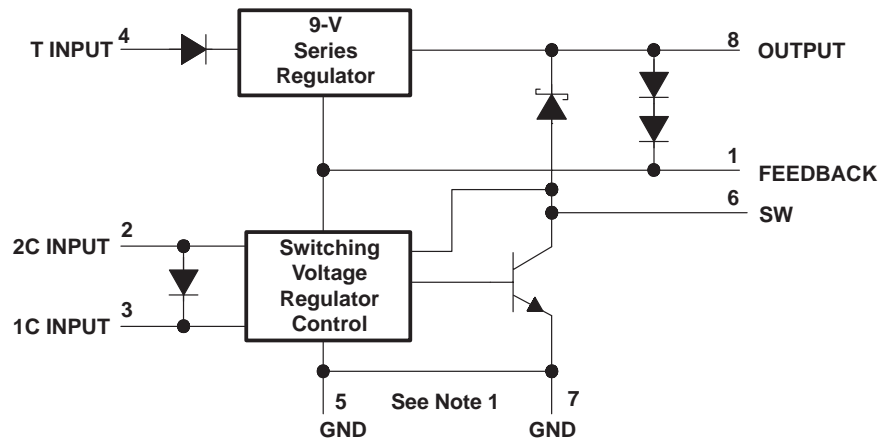 T INPUT
4
9-V
Series
Regulator
8
OUTPUT
1
FEEDBACK
6
SW
2C INPUT
2
1C INPUT
3
Switching
Voltage
Regulator
Control
5
GND
See Note 1
7
GND